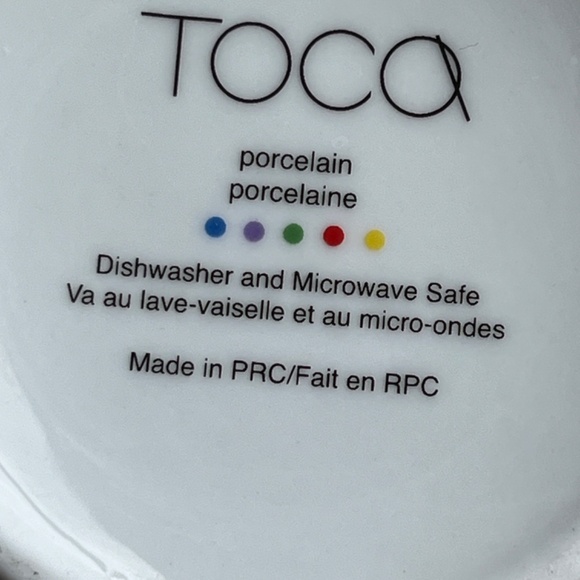 TOCA
porcelain
porcelaine
Dishwasher and Microwave Safe
Va au lave-vaiselle et au micro-ondes
Made in PRC/Fait en RPC